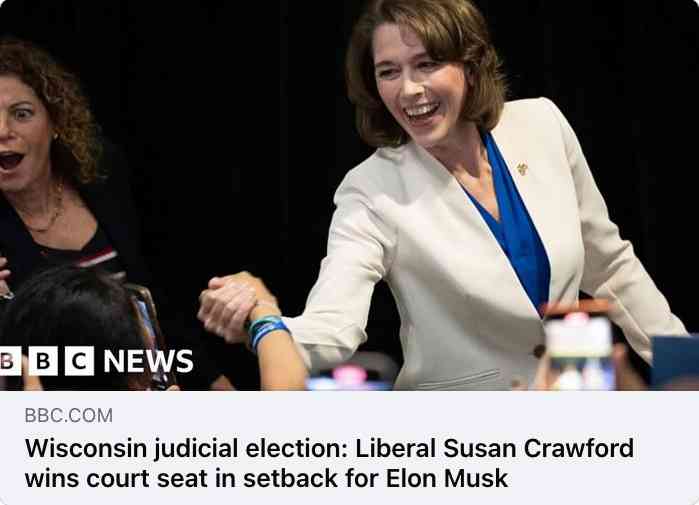 BBC NEWS
BBC.COM
Wisconsin judicial election: Liberal Susan Crawford
wins court seat in setback for Elon Musk